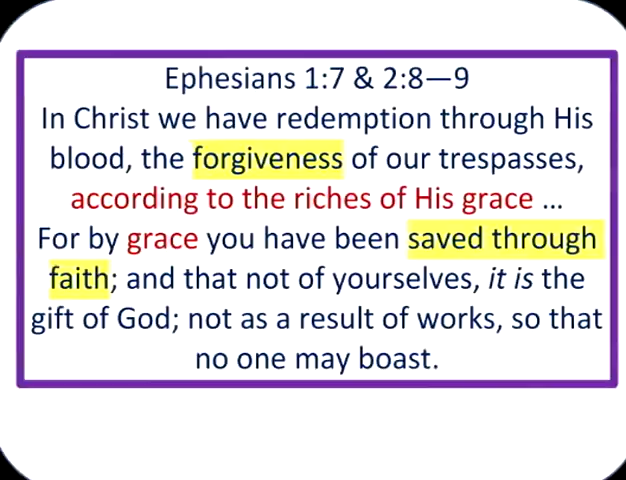 Ephesians 1:7 & 2:8—9
In Christ we have redemption through His
blood, the forgiveness of our trespasses,
according to the riches of His grace ...
For by grace you have been saved through
faith; and that not of yourselves, it is the
gift of God; not as a result of works, so that
no one may boast.